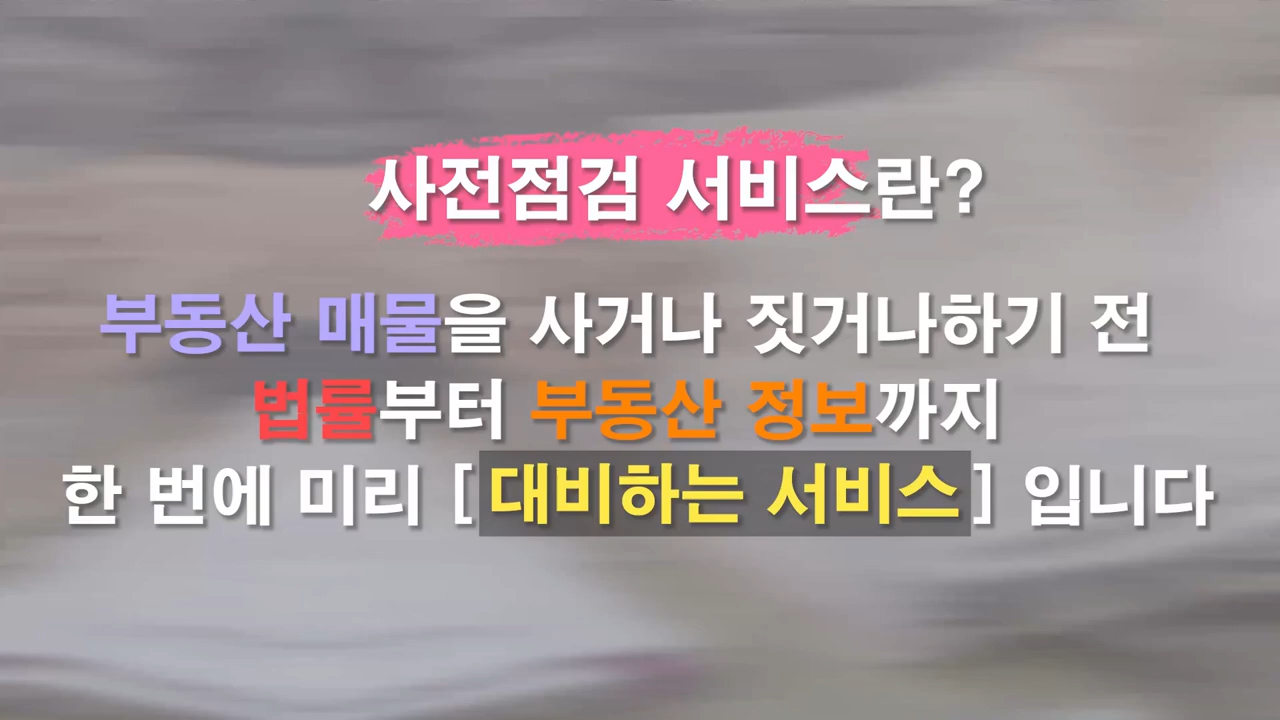 사전점검 서비스란?
부동산 매물을 사거나 짓거나하기 전
법률부터 부동산 정보까지
한 번에 미리 [대비하는 서비스] 입니다